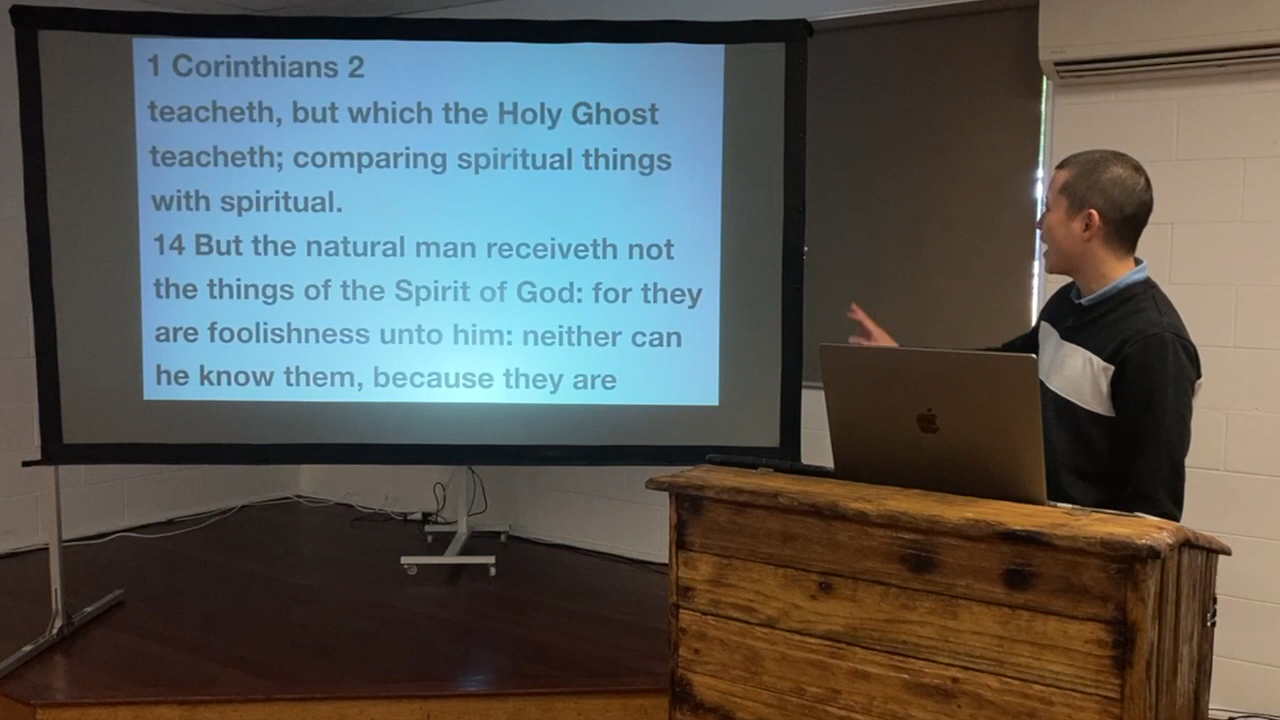 1 Corinthians 2
teacheth, but which the Holy Ghost
teacheth; comparing spiritual things
with spiritual.
14 But the natural man receiveth not
the things of the Spirit of God: for they
are foolishness unto him: neither can
he know them, because they are